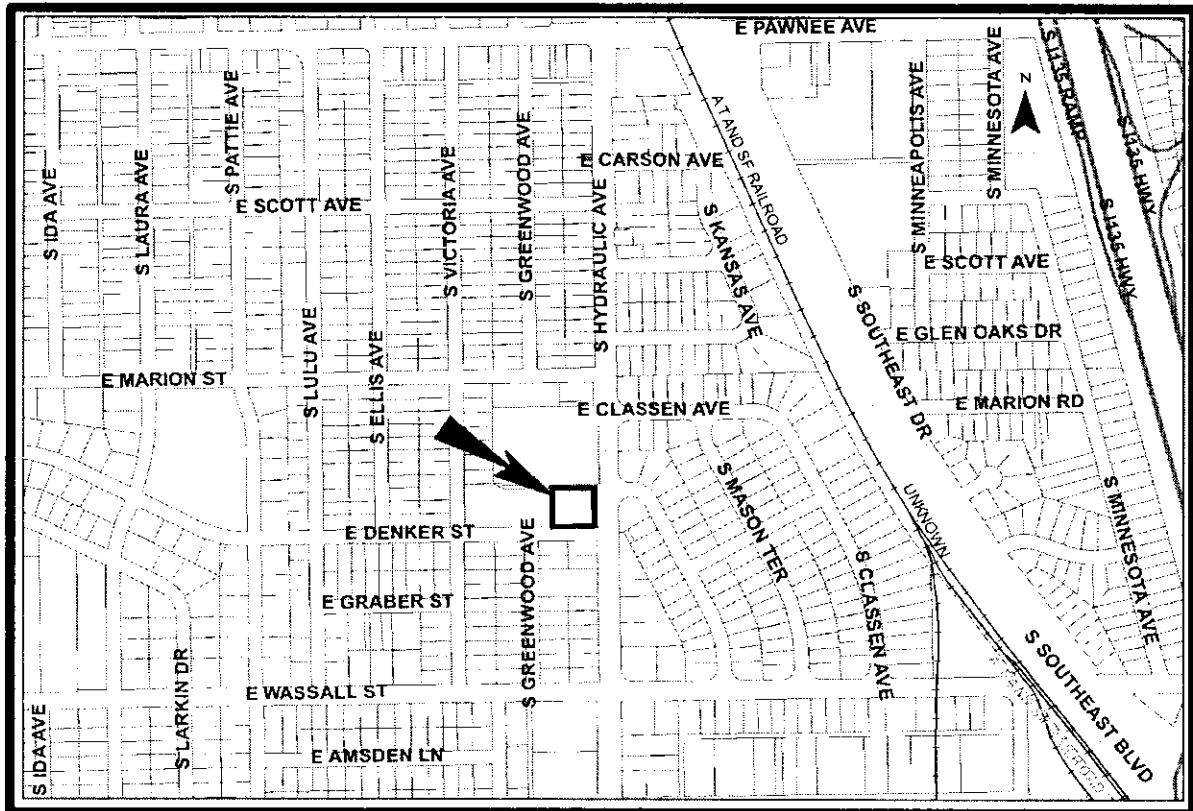 E PAWNEE AVE
N
S PATTIE AVE
S MINNEAPOLIS AVE
S MINNESOTA AVE
S I135 RAMP
S I135 HWY
S I135 HWY
A T AND SF RAILROAD
S IDA AVE
S LAURA AVE
E SCOTT AVE
S VICTORIA AVE
S GREENWOOD AVE
E CARSON AVE
S HYDRAULIC AVE
S KANSAS AVE
S SOUTHEAST DR
E SCOTT AVE
E GLEN OAKS DR
E MARION RD
E MARION ST
S LULU AVE
S ELLIS AVE
E CLASSEN AVE
S MASON TER
S CLASSEN AVE
UNKNOWN
S MINNESOTA AVE
E DENKER ST
S GREENWOOD AVE
E GRABER ST
E WASSALL ST
S LARKIN DR
S IDA AVE
E AMSDEN LN
S SOUTHEAST BLVD